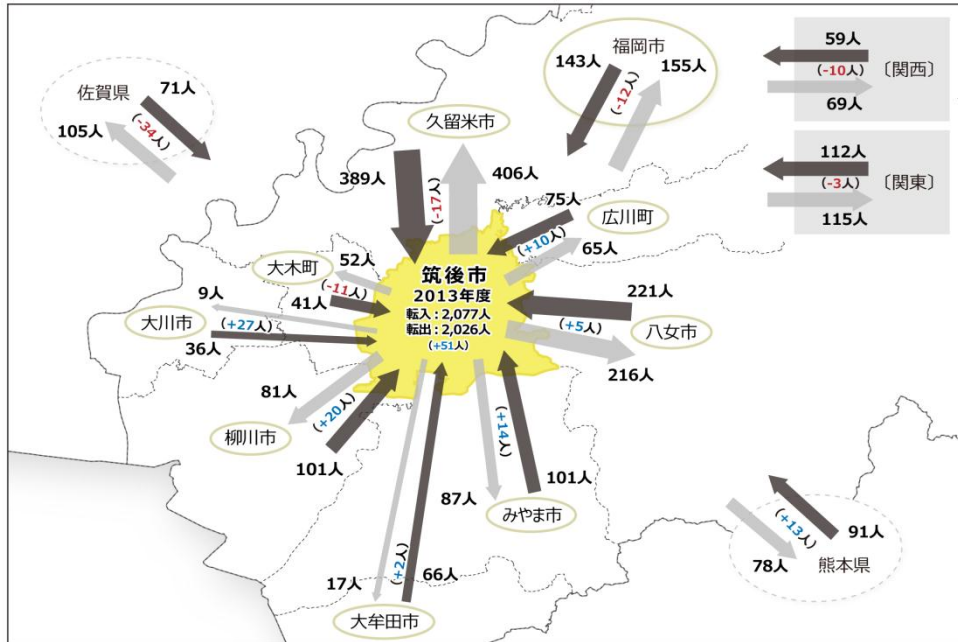 59人
(-10人)
〔関西〕
69人
112人
(-3人)
〔関東〕
115人
福岡市
143人
155人
(-12人)
佐賀県
71人
105人
(-34人)
久留米市
389人
406人
(-17人)
75人
広川町
(+10人)
65人
大木町
52人
(-11人)
41人
筑後市
2013年度
転入：2,077人
転出：2,026人
(+51人)
9人
大川市
(+27人)
36人
221人
(+5人)
八女市
216人
81人
(+20人)
柳川市
101人
(+14人)
87人
101人
みやま市
17人
(+2人)
66人
大牟田市
(+13人)
91人
78人
熊本県